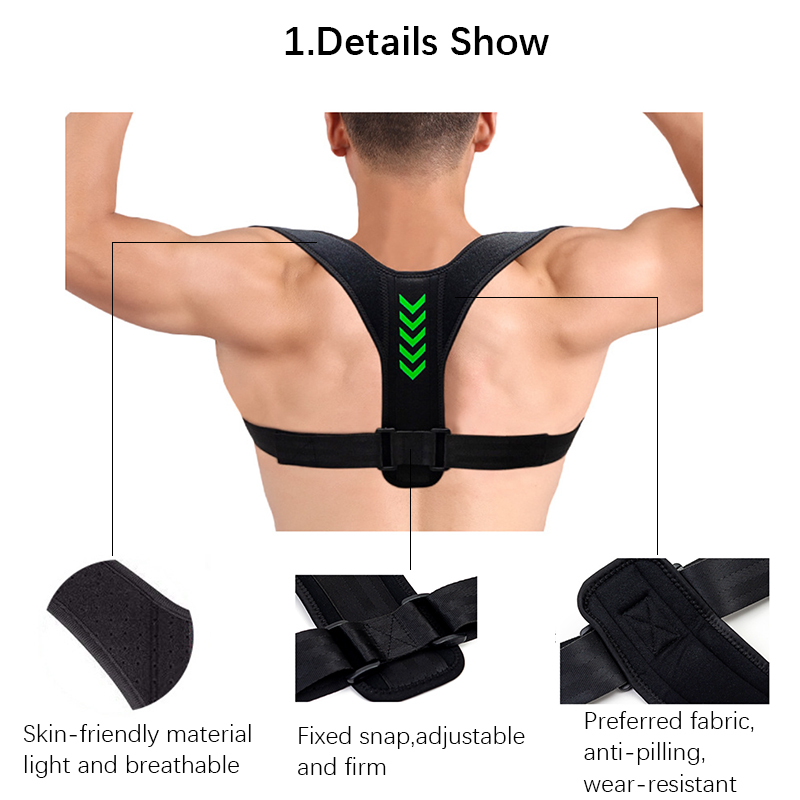 1.Details Show
Skin-friendly material
light and breathable
Fixed snap,adjustable
and firm
Preferred fabric,
anti-pilling,
wear-resistant